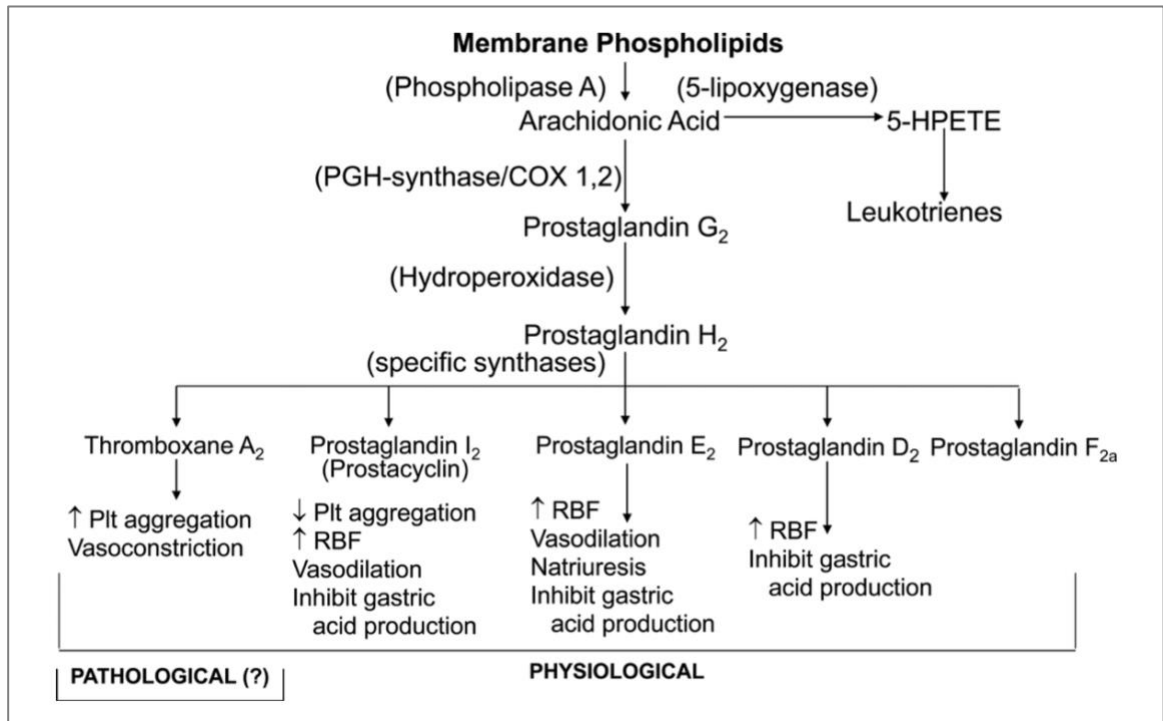 Membrane Phospholipids
(Phospholipase A) (5-lipoxygenase)
Arachidonic Acid 5-HPETE
(PGH-synthase/COX 1,2)
Leukotrienes
Prostaglandin G₂
(Hydroperoxidase)
Prostaglandin H₂
(specific synthases)
Thromboxane A₂
↑ Plt aggregation
Vasoconstriction
Prostaglandin I₂
(Prostacyclin)
↓ Plt aggregation
↑ RBF
Vasodilation
Inhibit gastric
acid production
Prostaglandin E₂
↑ RBF
Vasodilation
Natriuresis
Inhibit gastric
acid production
Prostaglandin D₂
↑ RBF
Inhibit gastric
acid production
Prostaglandin F₂ₐ
PATHOLOGICAL (?)
PHYSIOLOGICAL